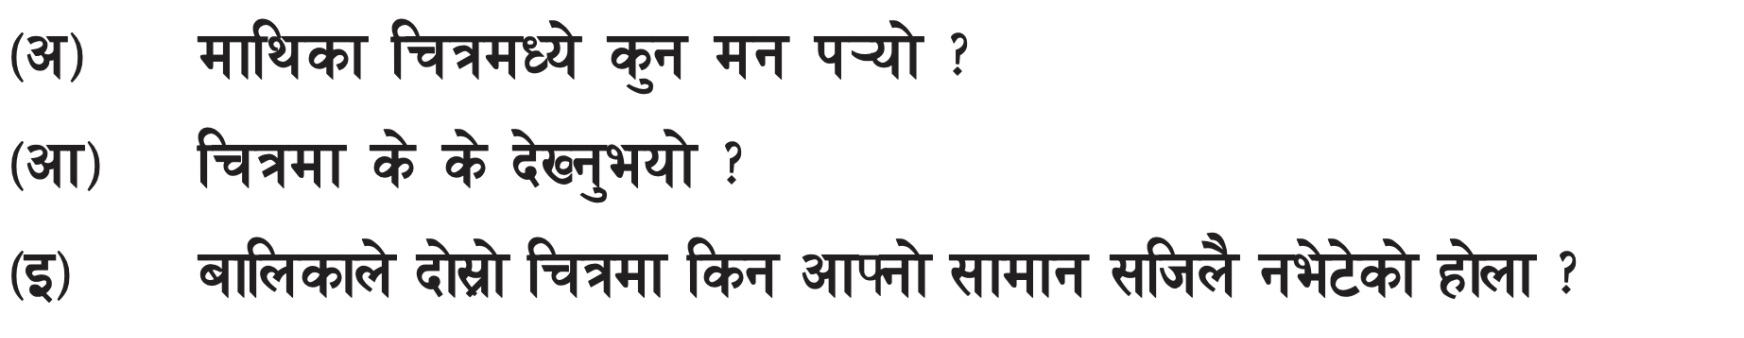 (अ) माथिका चित्रमध्ये कुन मन पऱ्यो ?
(आ) चित्रमा के के देख्नुभयो ?
(इ) बालिकाले दोस्रो चित्रमा किन आफ्नो सामान सजिलै नभेटेको होला ?